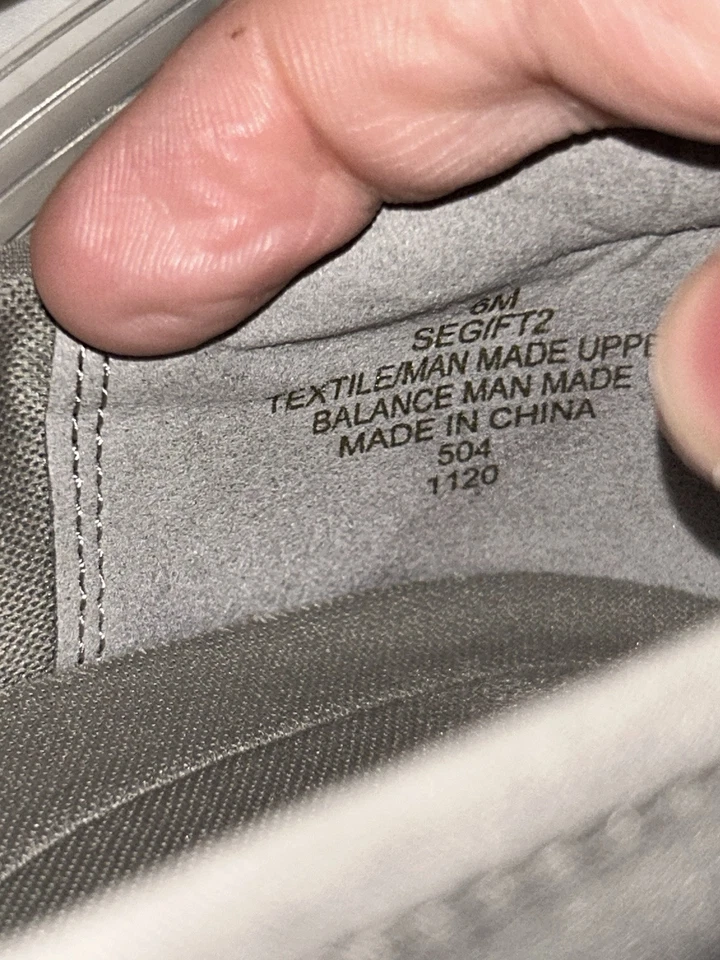 6M
SEGIFT2
TEXTILE/MAN MADE UPPE
BALANCE MAN MADE
MADE IN CHINA
504
1120